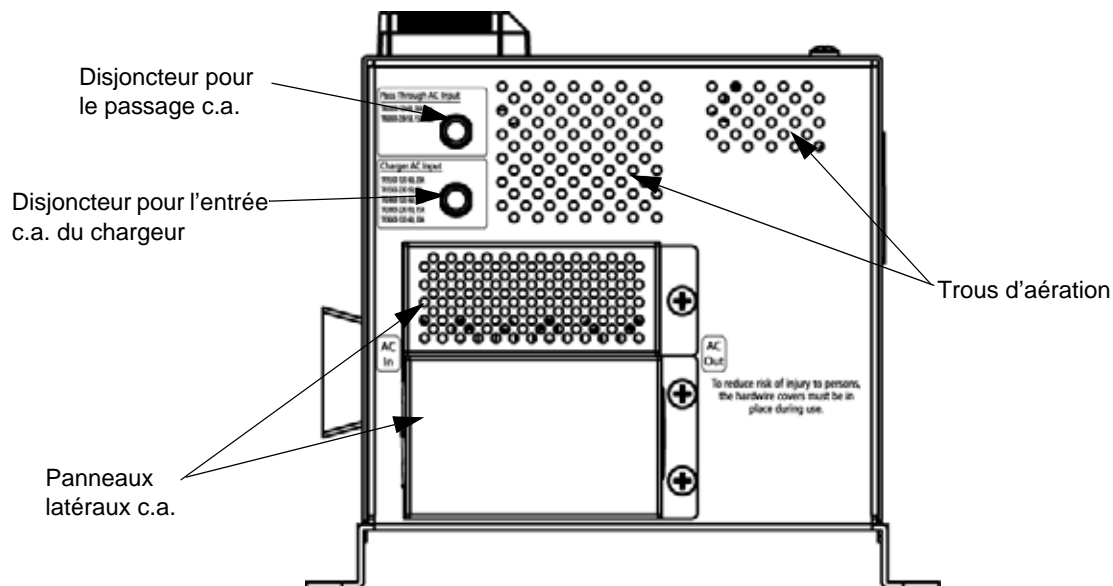 Disjoncteur pour
le passage c.a.
Pass Through AC Input
Charger AC Input
Disjoncteur pour l’entrée
c.a. du chargeur
Trous d’aération
AC
In
AC
Out
To reduce risk of injury to persons,
the hardwire covers must be in
place during use.
Panneaux
latéraux c.a.